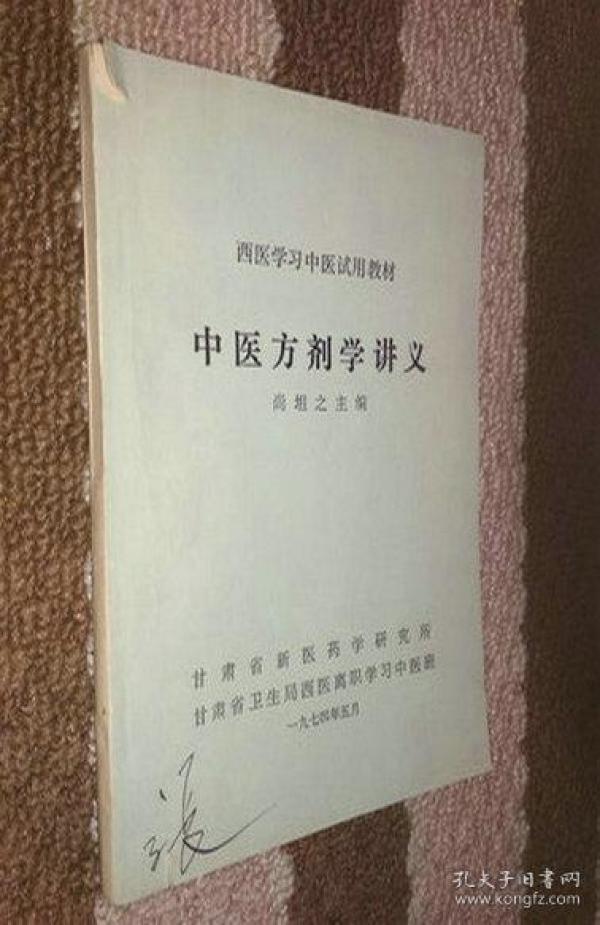 西医学习中医试用教材
中医方剂学讲义
尚坦之主编
甘肃省新医药学研究所
甘肃省卫生局西医离职学习中医班
一九七四年五月
张
孔夫子旧书网
www.kongfz.com